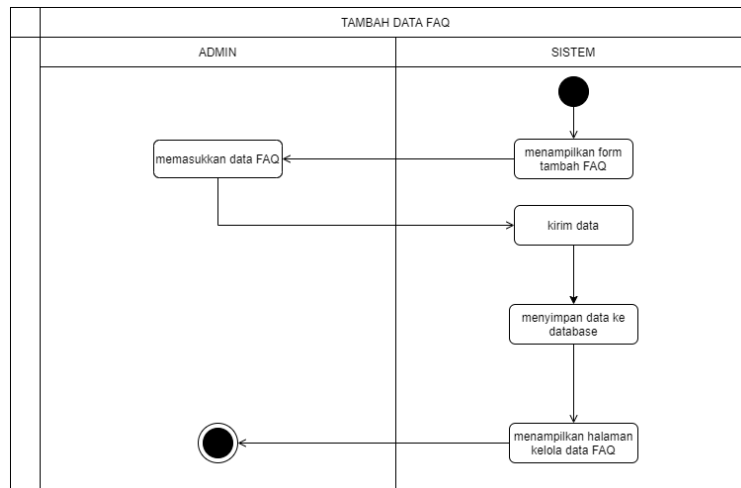 TAMBAH DATA FAQ
ADMIN
SISTEM
menampilkan form
tambah FAQ
memasukkan data FAQ
kirim data
menyimpan data ke
database
menampilkan halaman
kelola data FAQ